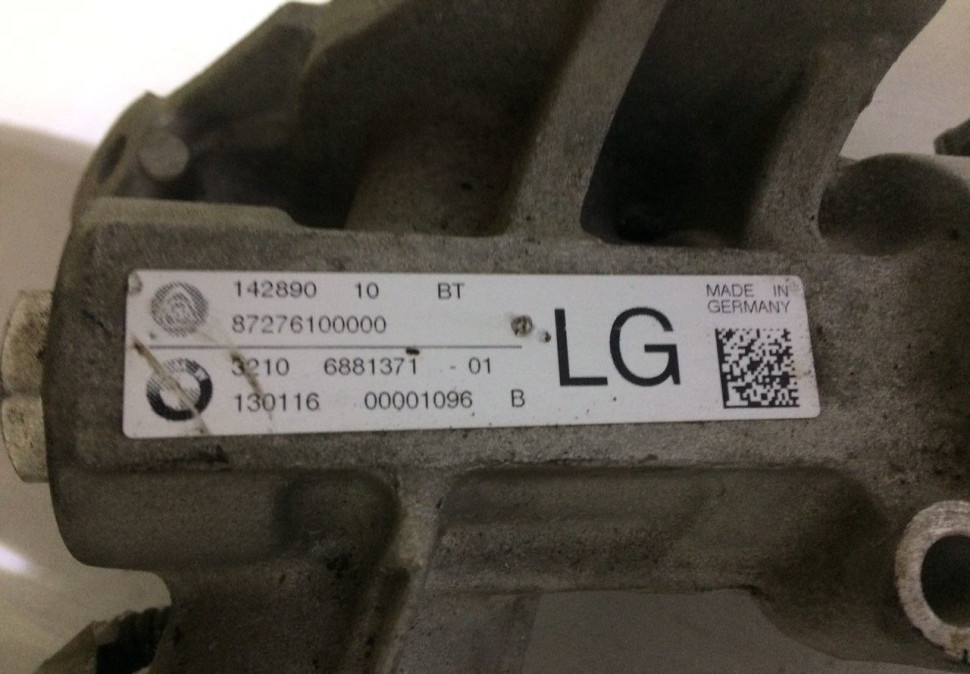 142890 10 BT
87276100000
3210 6881371 - 01
130116 00001096 B
LG
MADE IN
GERMANY